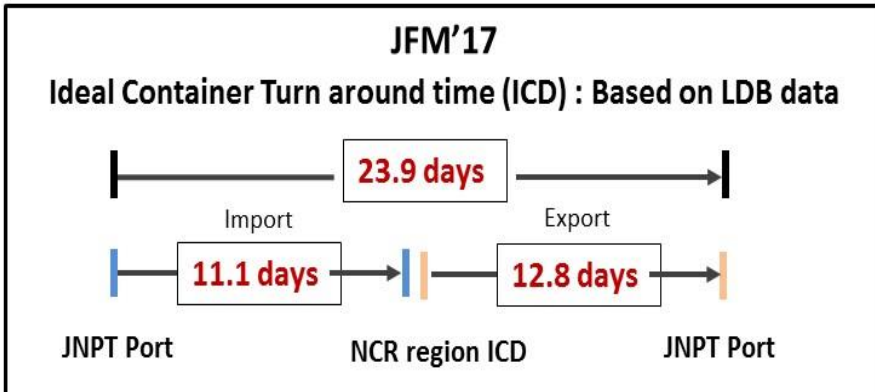 JFM’17
Ideal Container Turn around time (ICD) : Based on LDB data
23.9 days
Import
Export
11.1 days
12.8 days
JNPT Port
NCR region ICD
JNPT Port